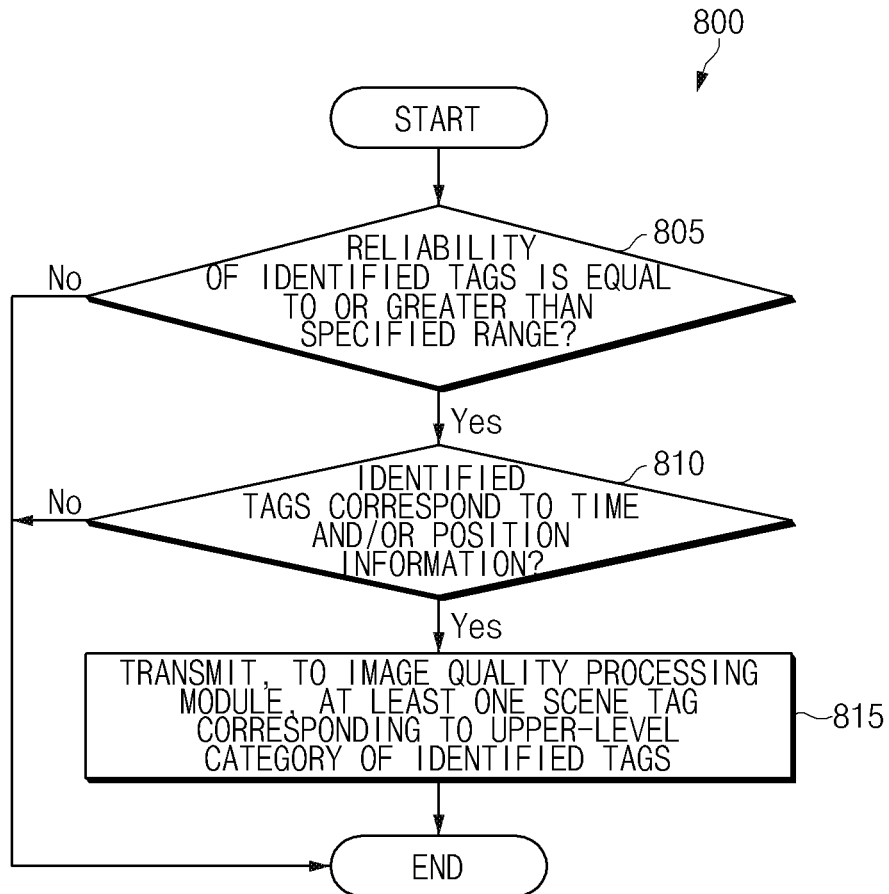 800
START
805
RELIABILITY
OF IDENTIFIED TAGS IS EQUAL
TO OR GREATER THAN
SPECIFIED RANGE?
No
Yes
810
IDENTIFIED
TAGS CORRESPOND TO TIME
AND/OR POSITION
INFORMATION?
No
Yes
TRANSMIT, TO IMAGE QUALITY PROCESSING
MODULE, AT LEAST ONE SCENE TAG
CORRESPONDING TO UPPER-LEVEL
CATEGORY OF IDENTIFIED TAGS
815
END